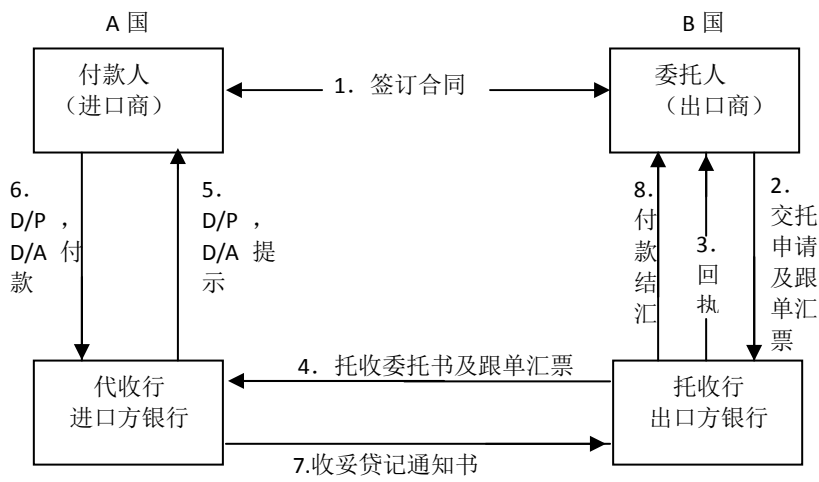 A 国
B 国
付款人
（进口商）
委托人
（出口商）
1．签订合同
6．
D/P ，
D/A 付
款
5．
D/P ，
D/A 提
示
8．
付
款
结
汇
3．
回
执
2．
交托
申请
及跟
单汇
票
4．托收委托书及跟单汇票
代收行
进口方银行
托收行
出口方银行
7.收妥贷记通知书